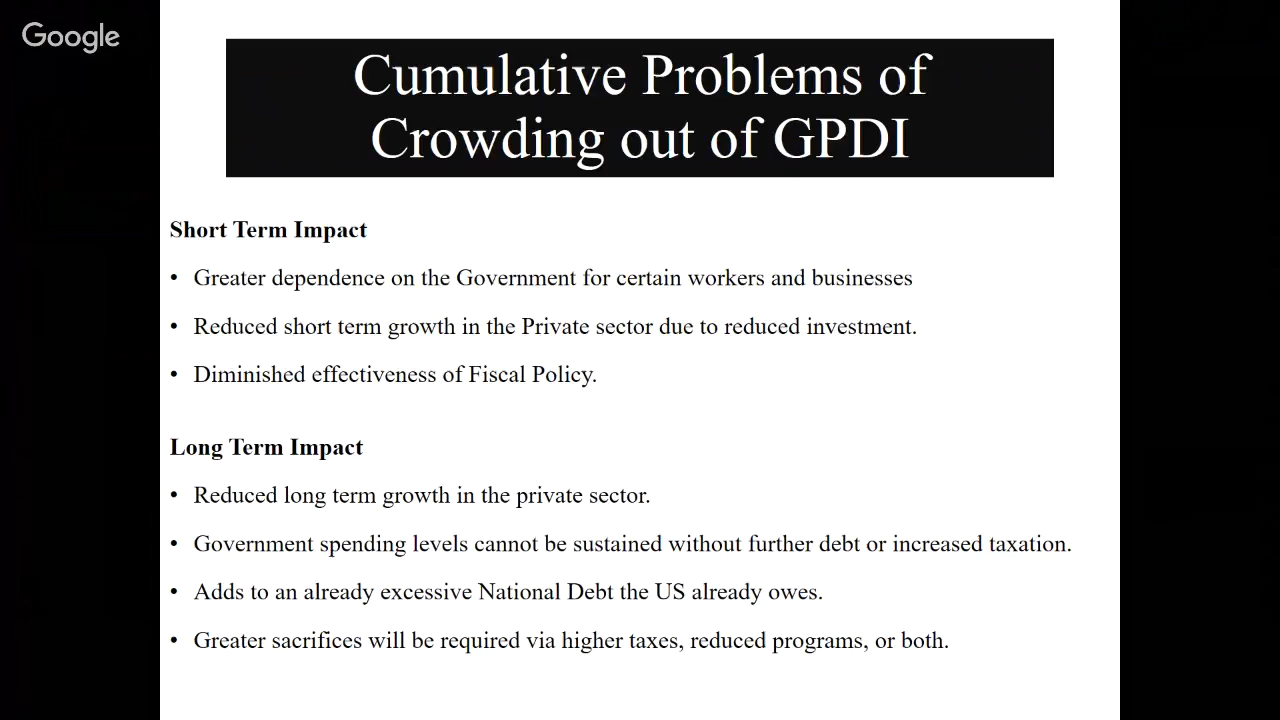 Google
Cumulative Problems of
Crowding out of GPDI
Short Term Impact
• Greater dependence on the Government for certain workers and businesses
• Reduced short term growth in the Private sector due to reduced investment.
• Diminished effectiveness of Fiscal Policy.
Long Term Impact
• Reduced long term growth in the private sector.
• Government spending levels cannot be sustained without further debt or increased taxation.
• Adds to an already excessive National Debt the US already owes.
• Greater sacrifices will be required via higher taxes, reduced programs, or both.